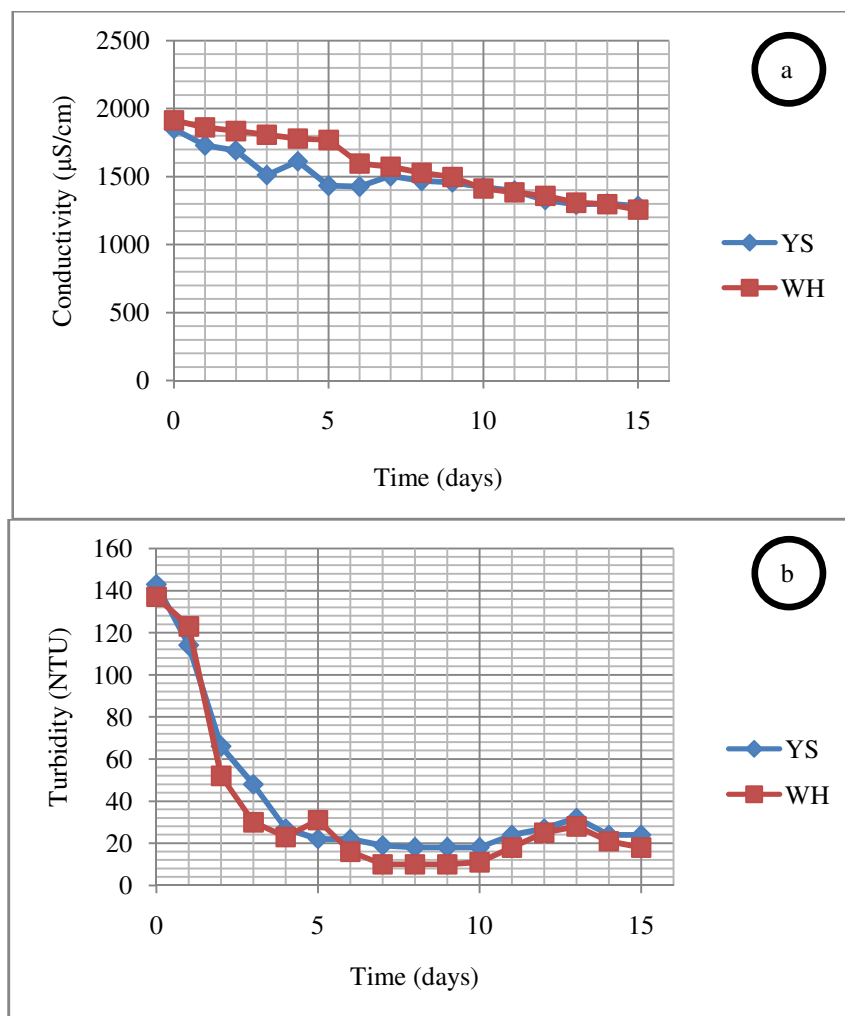 a
2500
2000
1500
1000
500
0
Conductivity (µS/cm)
0 5 10 15
Time (days)
YS
WH
b
160
140
120
100
80
60
40
20
0
Turbidity (NTU)
0 5 10 15
Time (days)
YS
WH